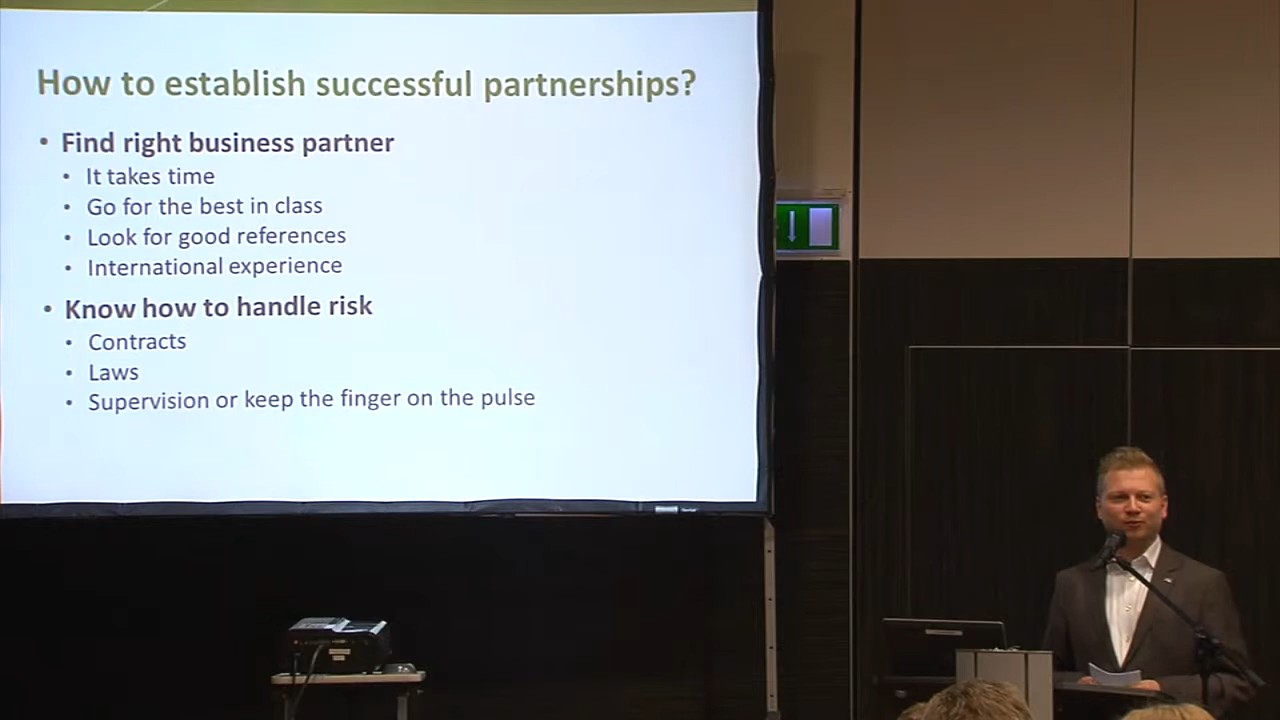 How to establish successful partnerships?
• Find right business partner
• It takes time
• Go for the best in class
• Look for good references
• International experience
• Know how to handle risk
• Contracts
• Laws
• Supervision or keep the finger on the pulse